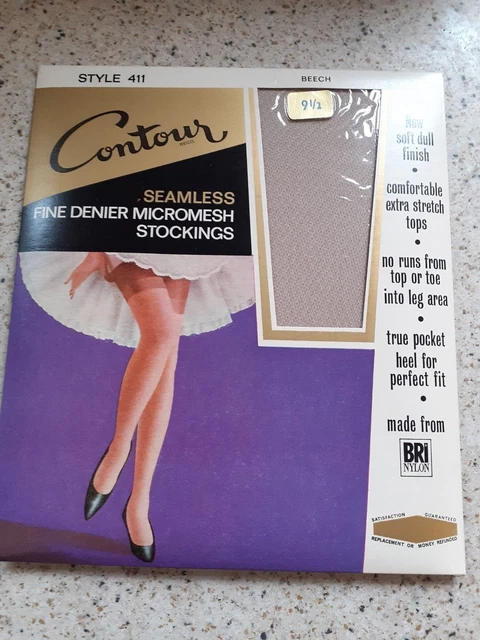 STYLE 411
BEECH
9 1/2
Contour
SEAMLESS
FINE DENIER MICROMESH
STOCKINGS
New
soft dull
finish
•
comfortable
extra stretch
tops
•
no runs from
top or toe
into leg area
•
true pocket
heel for
perfect fit
•
made from
BRI
NYLON
SATISFACTION GUARANTEED
REPLACEMENT OR MONEY REFUNDED